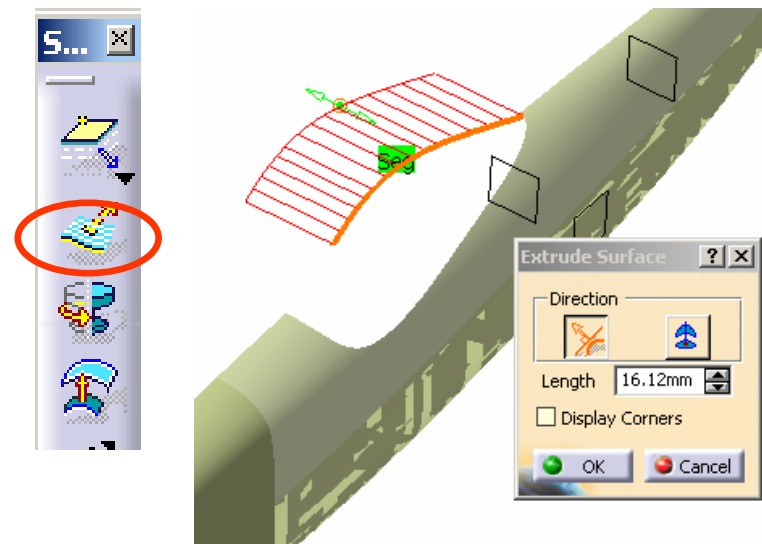 S...
Seg
Extrude Surface
Direction
Length 16.12mm
Display Corners
OK Cancel